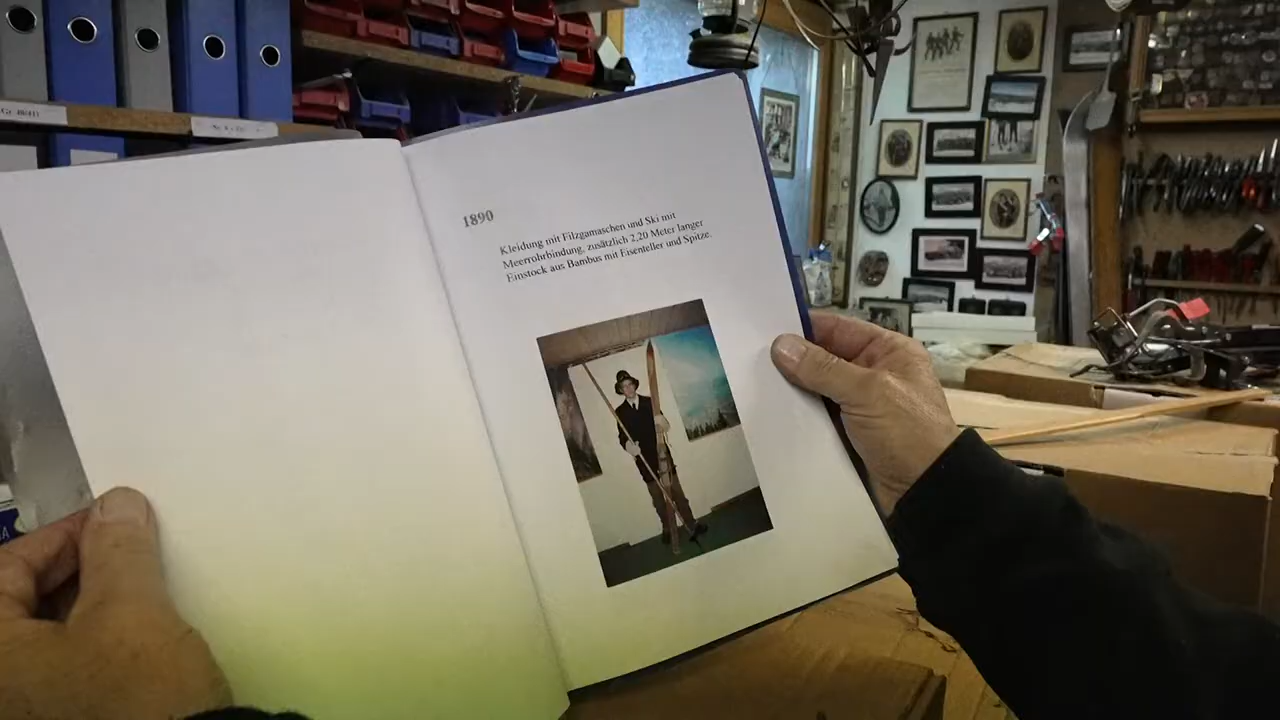 1890
Kleidung mit Filzgamaschen und Ski mit
Meerrohrbindung, zusätzlich 2,20 Meter langer
Einstock aus Bambus mit Eisenteller und Spitze.